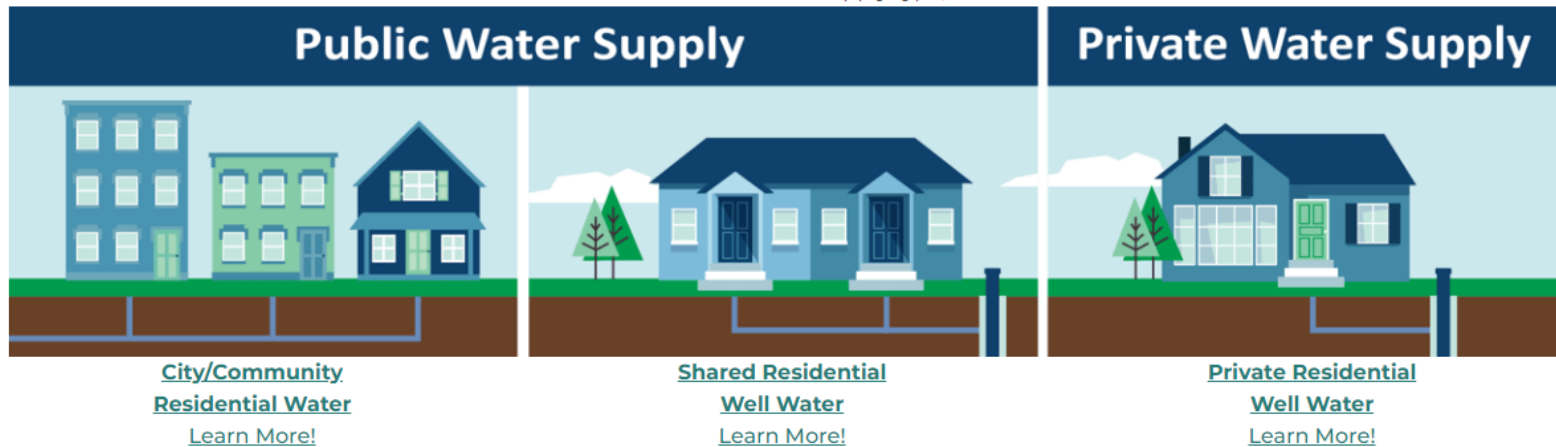 Public Water Supply
Private Water Supply
City/Community
Residential Water
Learn More!
Shared Residential
Well Water
Learn More!
Private Residential
Well Water
Learn More!